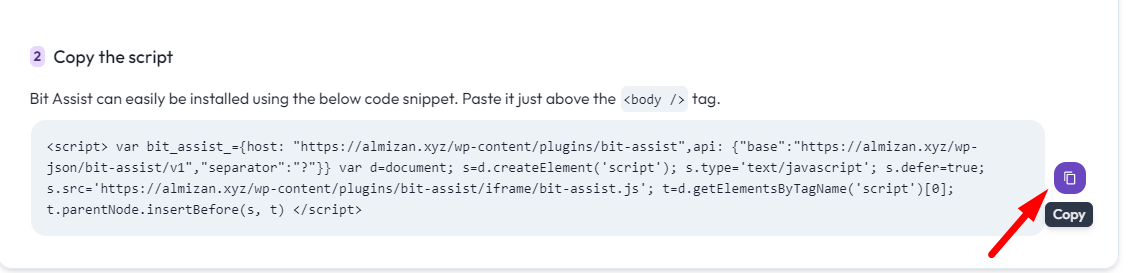 2 Copy the script
Bit Assist can easily be installed using the below code snippet. Paste it just above the <body /> tag.
<script> var bit_assist_={host: "https://almizan.xyz/wp-content/plugins/bit-assist",api: {"base":"https://almizan.xyz/wp-
json/bit-assist/v1","separator":"?"}} var d=document; s=d.createElement('script'); s.type='text/javascript'; s.defer=true;
s.src='https://almizan.xyz/wp-content/plugins/bit-assist/iframe/bit-assist.js'; t=d.getElementsByTagName('script')[0];
t.parentNode.insertBefore(s, t) </script>
Copy